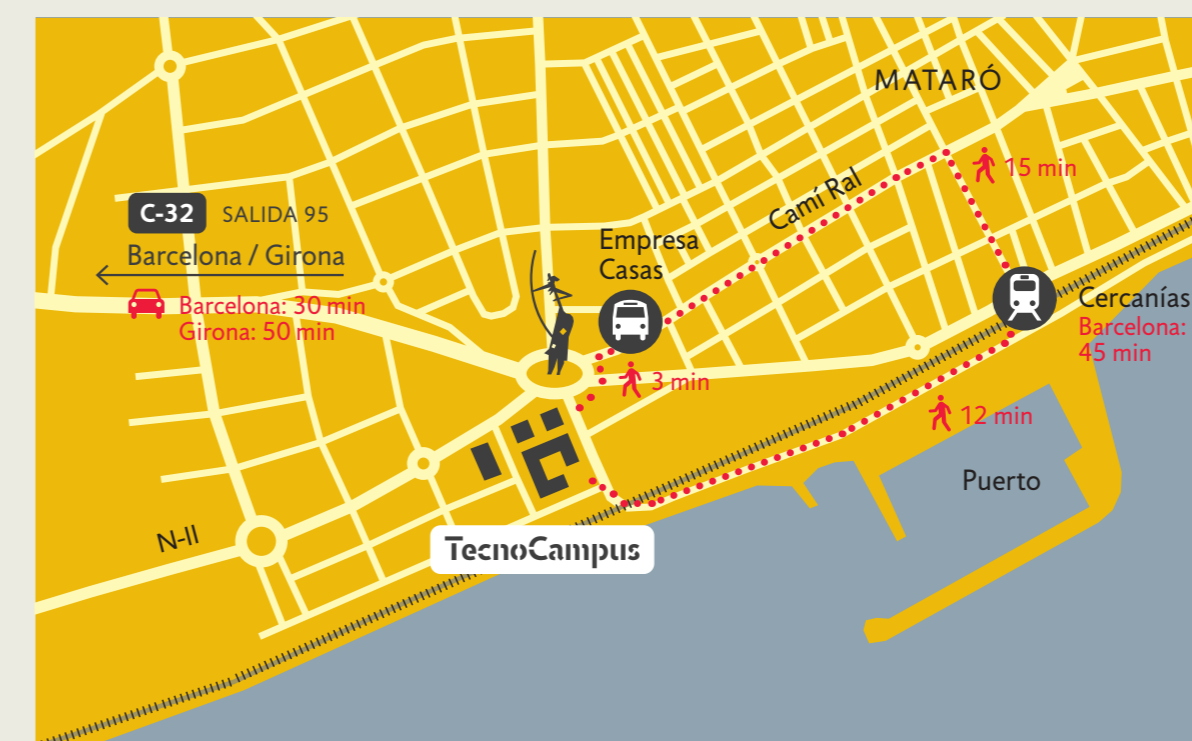 MATARÓ
15 min
Camí Ral
C-32 SALIDA 95
Barcelona / Girona
Barcelona: 30 min
Girona: 50 min
Empresa
Casas
Cercanías
Barcelona:
45 min
3 min
12 min
Puerto
N-II
TecnoCampus